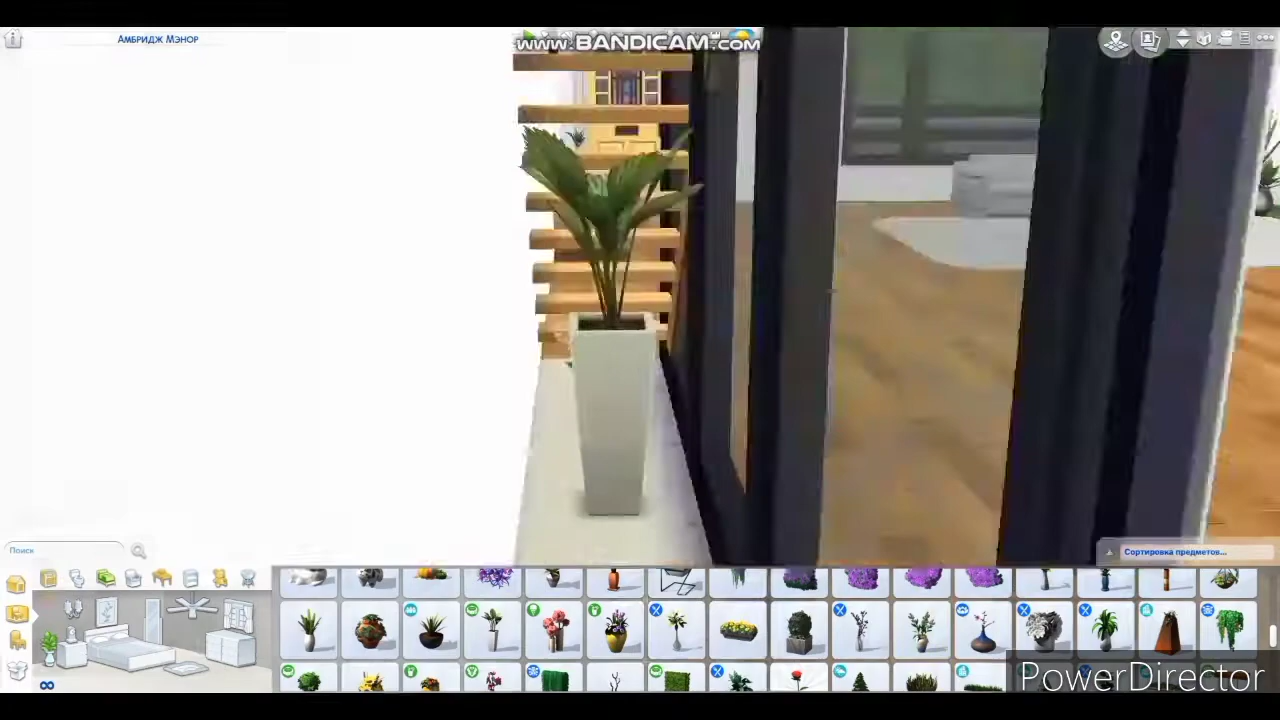 Амбридж Мэнор
www.BANDICAM.com
Поиск
Сортировка предметов...
PowerDirector